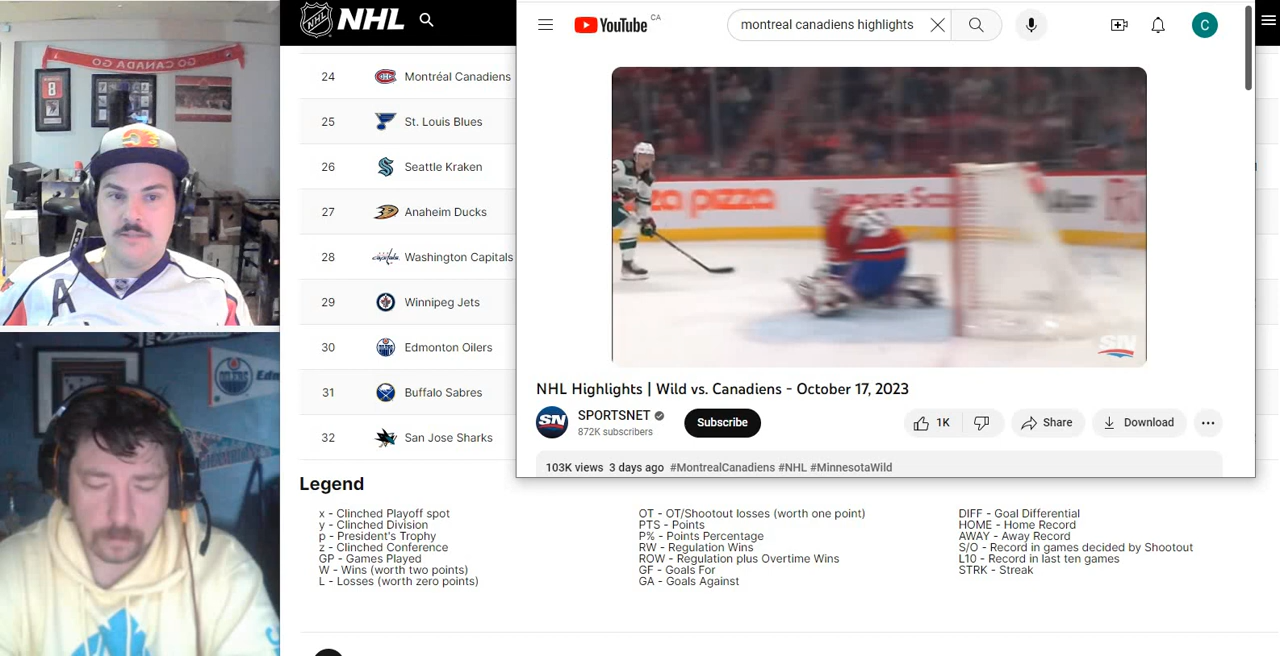 GO CANADA GO
8
A
OILERS
Edm
NHL
24 Montréal Canadiens
25 St. Louis Blues
26 Seattle Kraken
27 Anaheim Ducks
28 Washington Capitals
29 Winnipeg Jets
30 Edmonton Oilers
31 Buffalo Sabres
32 San Jose Sharks
YouTube CA
montreal canadiens highlights
C
pizza
SN
NHL Highlights | Wild vs. Canadiens - October 17, 2023
SN
SPORTSNET
872K subscribers
Subscribe
1K
Share
Download
103K views 3 days ago #MontrealCanadiens #NHL #MinnesotaWild
Legend
x - Clinched Playoff spot
y - Clinched Division
p - President's Trophy
z - Clinched Conference
GP - Games Played
W - Wins (worth two points)
L - Losses (worth zero points)
OT - OT/Shootout losses (worth one point)
PTS - Points
P% - Points Percentage
RW - Regulation Wins
ROW - Regulation plus Overtime Wins
GF - Goals For
GA - Goals Against
DIFF - Goal Differential
HOME - Home Record
AWAY - Away Record
S/O - Record in games decided by Shootout
L10 - Record in last ten games
STRK - Streak